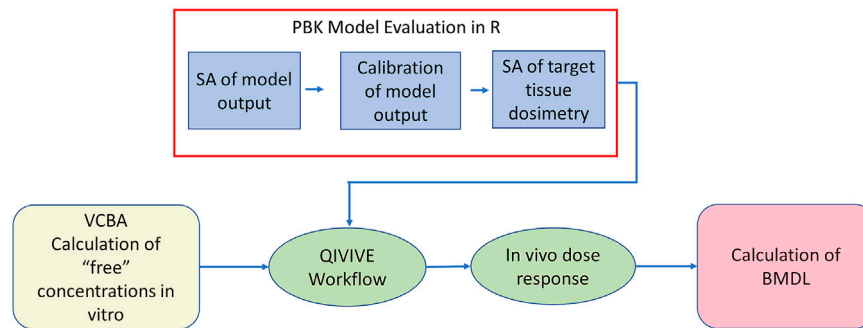 PBK Model Evaluation in R
SA of model
output
Calibration
of model
output
SA of target
tissue
dosimetry
VCBA
Calculation of
“free”
concentrations in
vitro
QIVIVE
Workflow
In vivo dose
response
Calculation of
BMDL